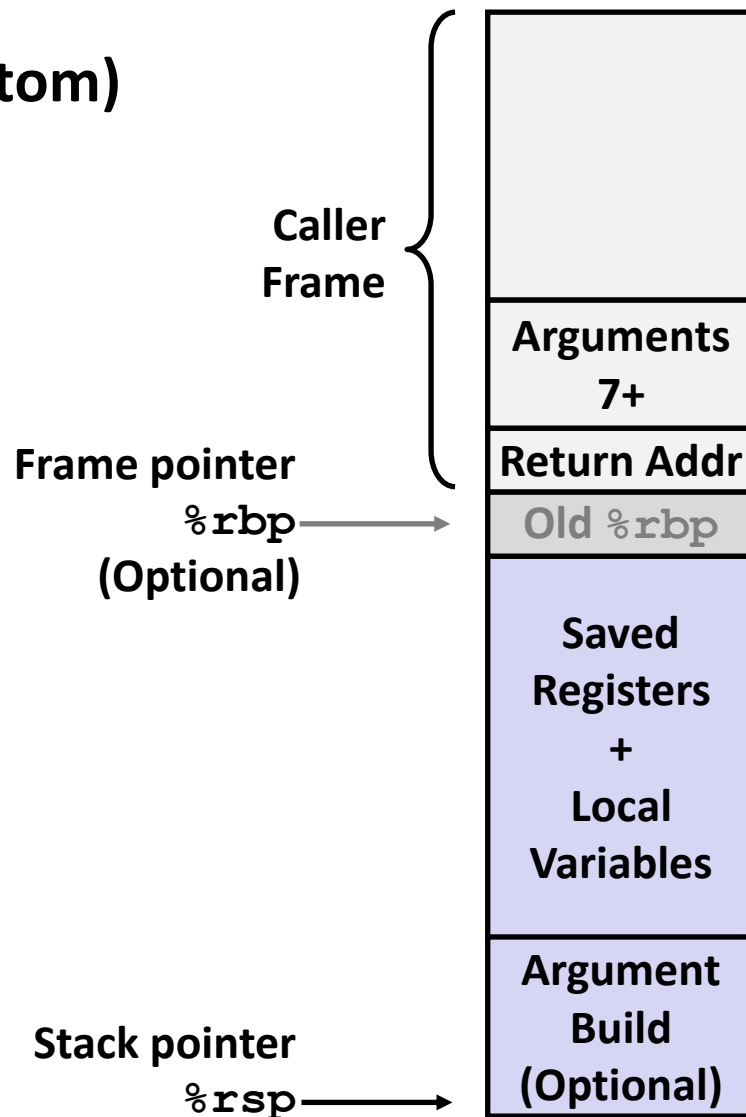 tom)
Caller
Frame
Arguments
7+
Return Addr
Frame pointer
%rbp
(Optional)
Old %rbp
Saved
Registers
+
Local
Variables
Argument
Build
(Optional)
Stack pointer
%rsp